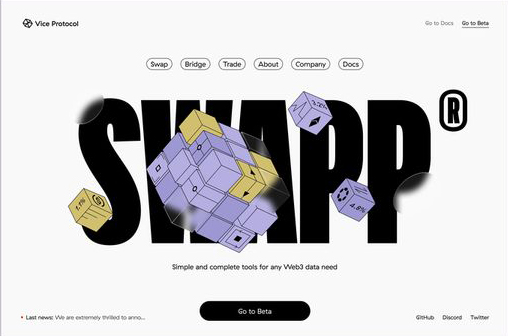 Vice Protocol
Go to Docs
Go to Beta
Swap
Bridge
Trade
About
Company
Docs
SWAPP®
3.2%
1.1%
4.8%
Simple and complete tools for any Web3 data need
Go to Beta
Last news: We are extremely thrilled to anno...
GitHub
Discord
Twitter